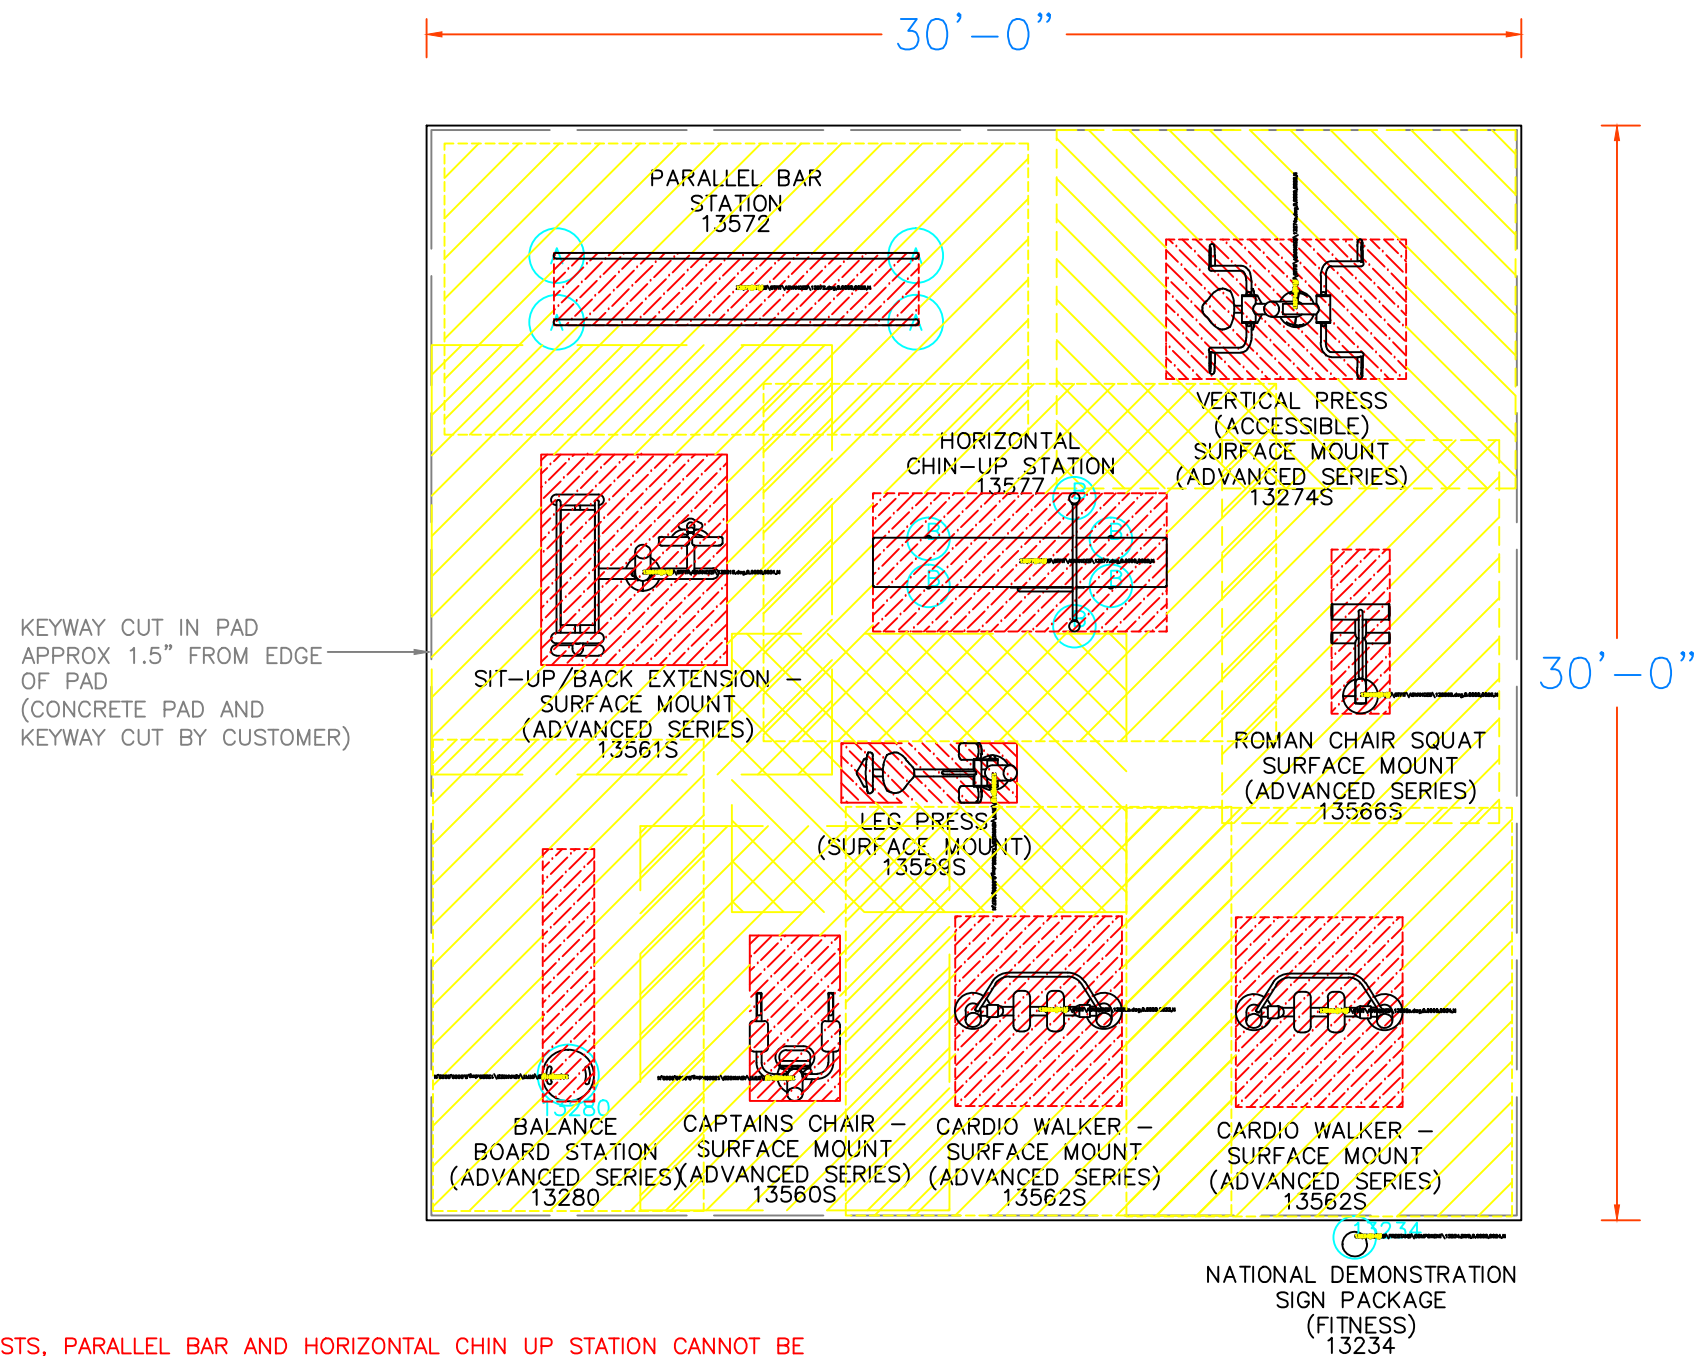 30'-0"
PARALLEL BAR
STATION
13572
A
A
A
A
VERTICAL PRESS
(ACCESSIBLE)
SURFACE MOUNT
(ADVANCED SERIES)
13274S
HORIZONTAL
CHIN-UP STATION
13577
B
B
B
B
B
SIT-UP/BACK EXTENSION -
SURFACE MOUNT
(ADVANCED SERIES)
13561S
KEYWAY CUT IN PAD
APPROX 1.5" FROM EDGE
OF PAD
(CONCRETE PAD AND
KEYWAY CUT BY CUSTOMER)
30'-0"
ROMAN CHAIR SQUAT
SURFACE MOUNT
(ADVANCED SERIES)
13566S
LEG PRESS
(SURFACE MOUNT)
13559S
13280
BALANCE
BOARD STATION
(ADVANCED SERIES)
13280
CAPTAINS CHAIR -
SURFACE MOUNT
(ADVANCED SERIES)
13560S
CARDIO WALKER -
SURFACE MOUNT
(ADVANCED SERIES)
13562S
CARDIO WALKER -
SURFACE MOUNT
(ADVANCED SERIES)
13562S
13234
NATIONAL DEMONSTRATION
SIGN PACKAGE
(FITNESS)
13234
STS, PARALLEL BAR AND HORIZONTAL CHIN UP STATION CANNOT BE